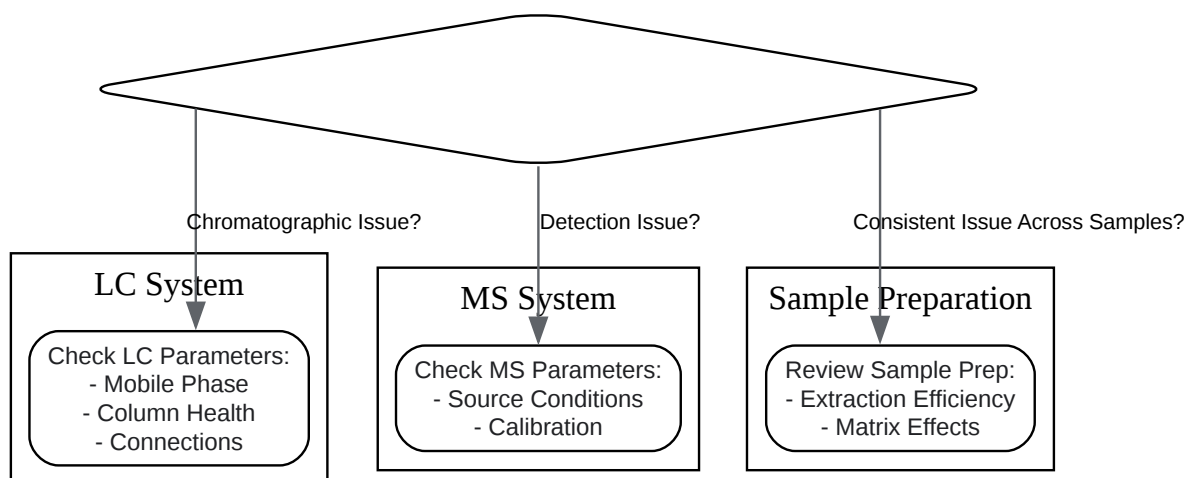 Chromatographic Issue?
Detection Issue?
Consistent Issue Across Samples?
LC System
Check LC Parameters:
- Mobile Phase
- Column Health
- Connections
MS System
Check MS Parameters:
- Source Conditions
- Calibration
Sample Preparation
Review Sample Prep:
- Extraction Efficiency
- Matrix Effects